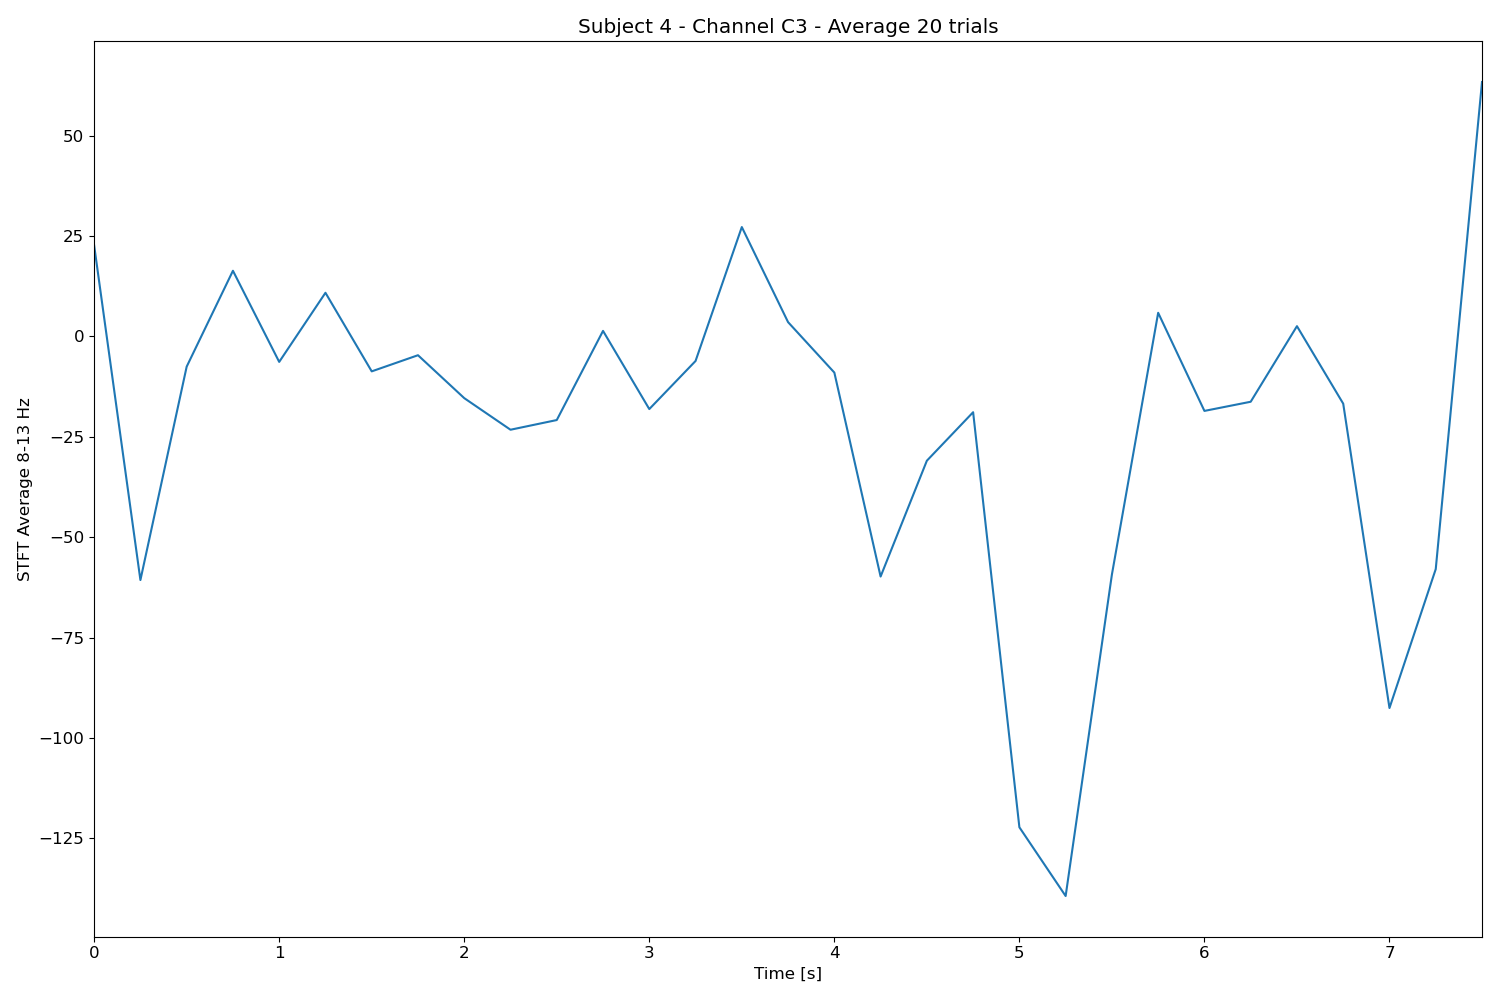 Subject 4 - Channel C3 - Average 20 trials
STFT Average 8-13 Hz
50
25
0
−25
−50
−75
−100
−125
0 1 2 3 4 5 6 7
Time [s]